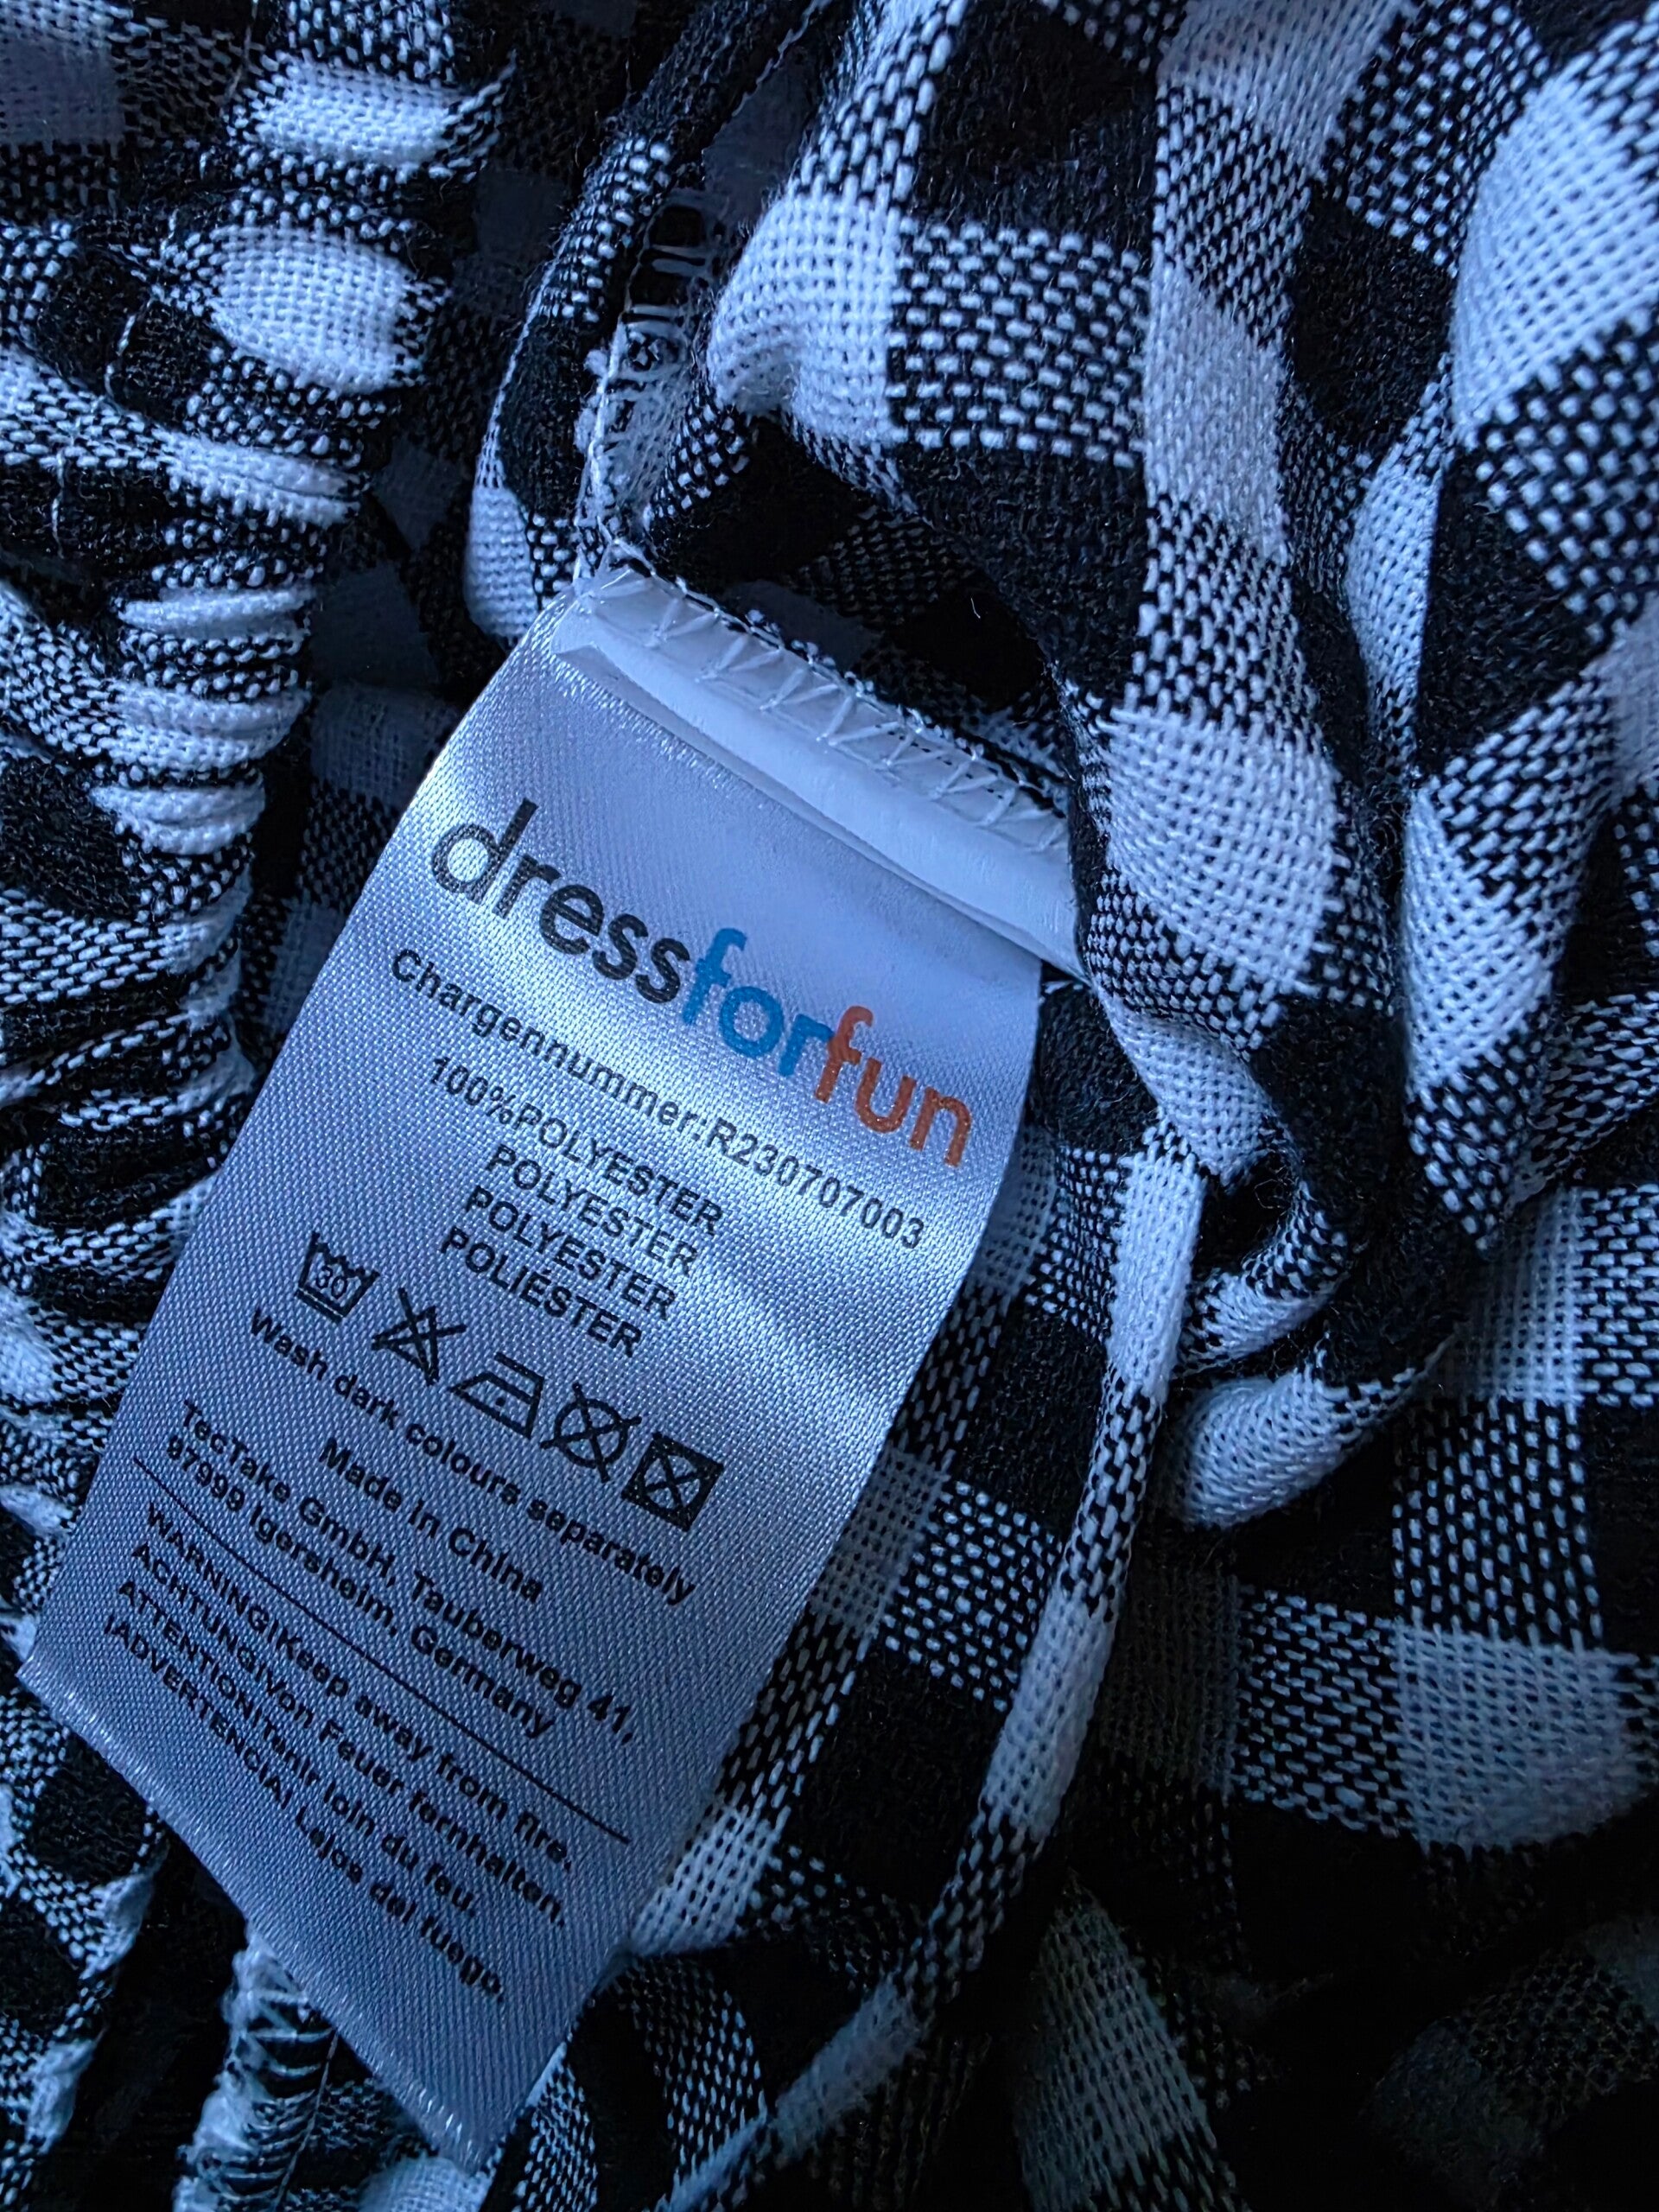 dressforfun
Chargennummer.R230707003
100%POLYESTER
POLYESTER
POLYESTER
POLIÉSTER
30
Wash dark colours separately
Made in China
TecTake GmbH, Tauberweg 41,
97999 Igersheim, Germany
WARNING!Keep away from fire.
ACHTUNG!Von Feuer fernhalten.
ATTENTION!Tenir loin du feu.
¡ADVERTENCIA! Lejos del fuego.